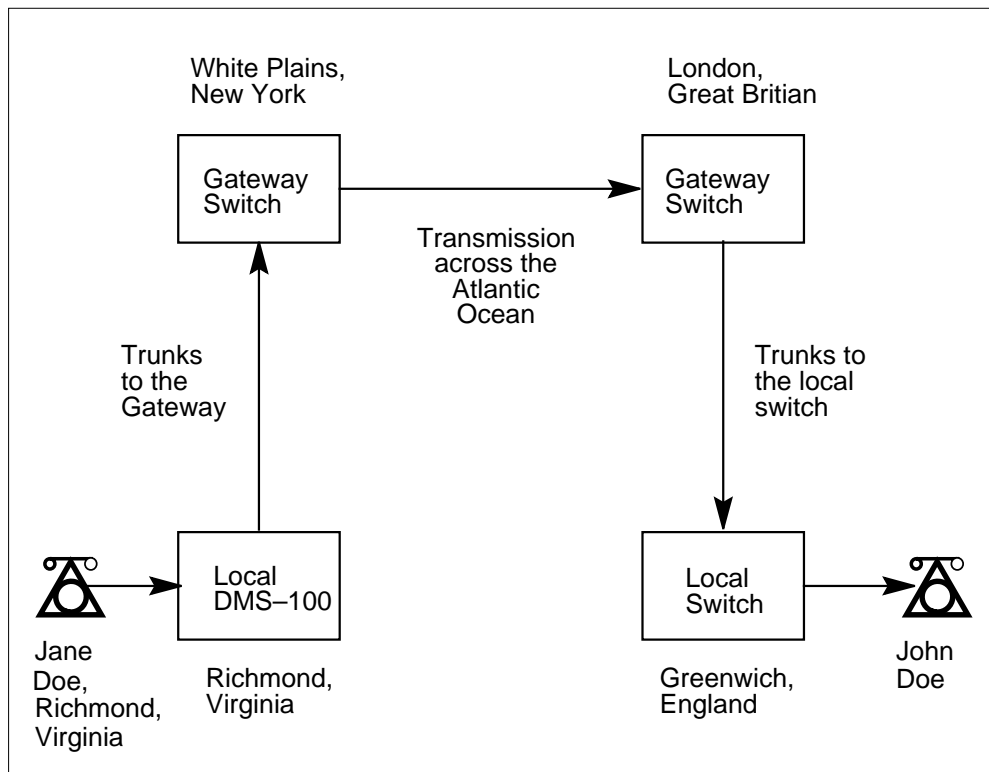 White Plains,
New York
London,
Great Britian
Gateway
Switch
Gateway
Switch
Transmission
across the
Atlantic
Ocean
Trunks
to the
Gateway
Trunks to
the local
switch
Local
DMS–100
Local
Switch
Jane
Doe,
Richmond,
Virginia
Richmond,
Virginia
Greenwich,
England
John
Doe